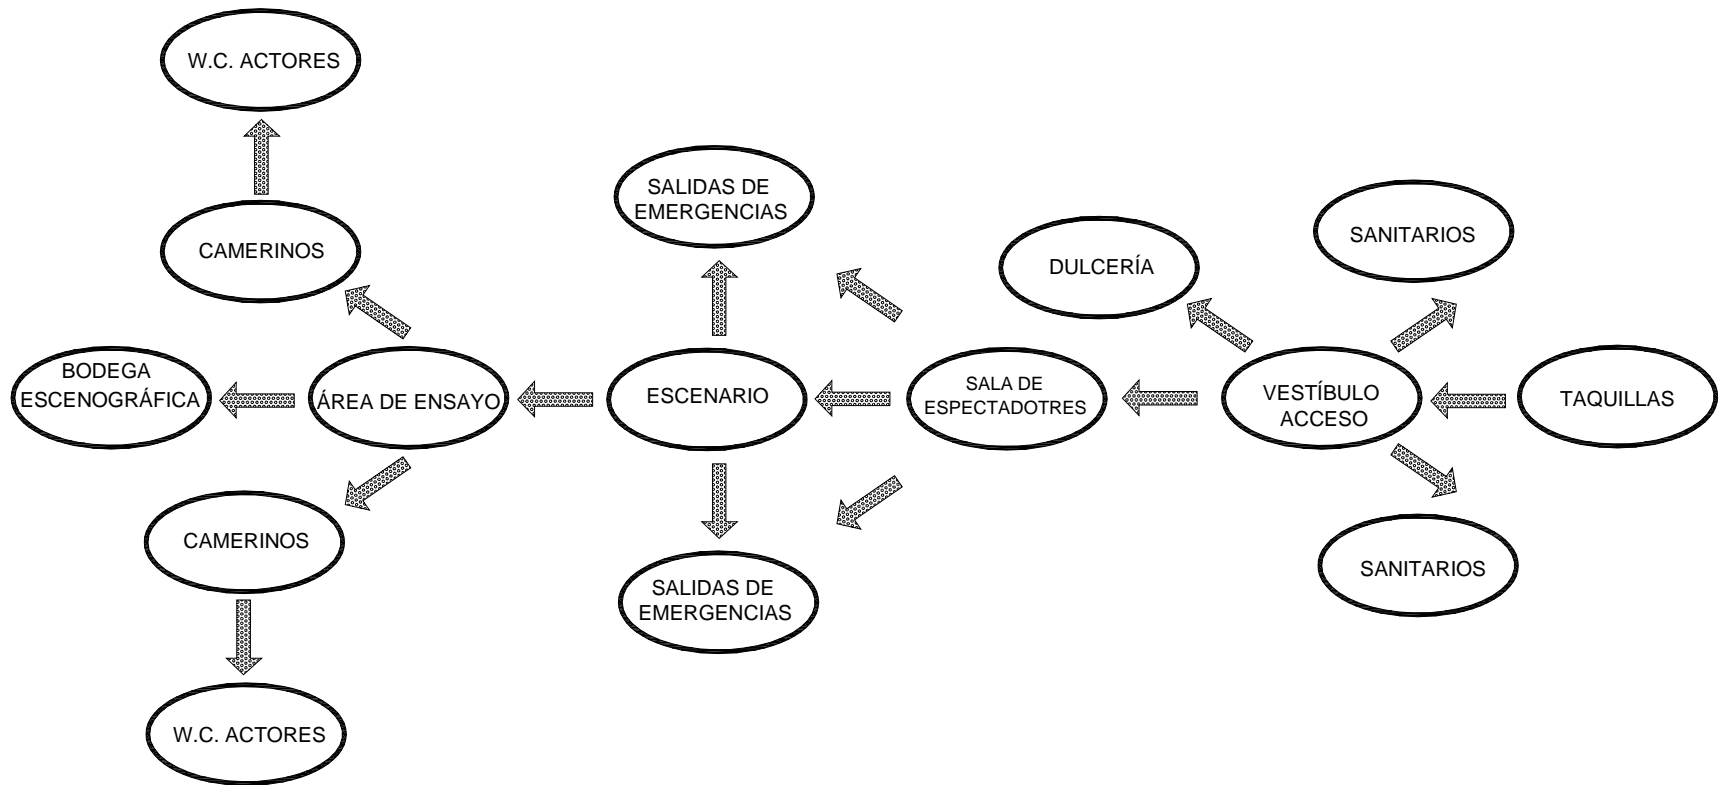 W.C. ACTORES
SALIDAS DE
EMERGENCIAS
SANITARIOS
CAMERINOS
DULCERÍA
BODEGA
ESCENOGRÁFICA
ÁREA DE ENSAYO
ESCENARIO
SALA DE
ESPECTADOTRES
VESTÍBULO
ACCESO
TAQUILLAS
CAMERINOS
SALIDAS DE
EMERGENCIAS
SANITARIOS
W.C. ACTORES